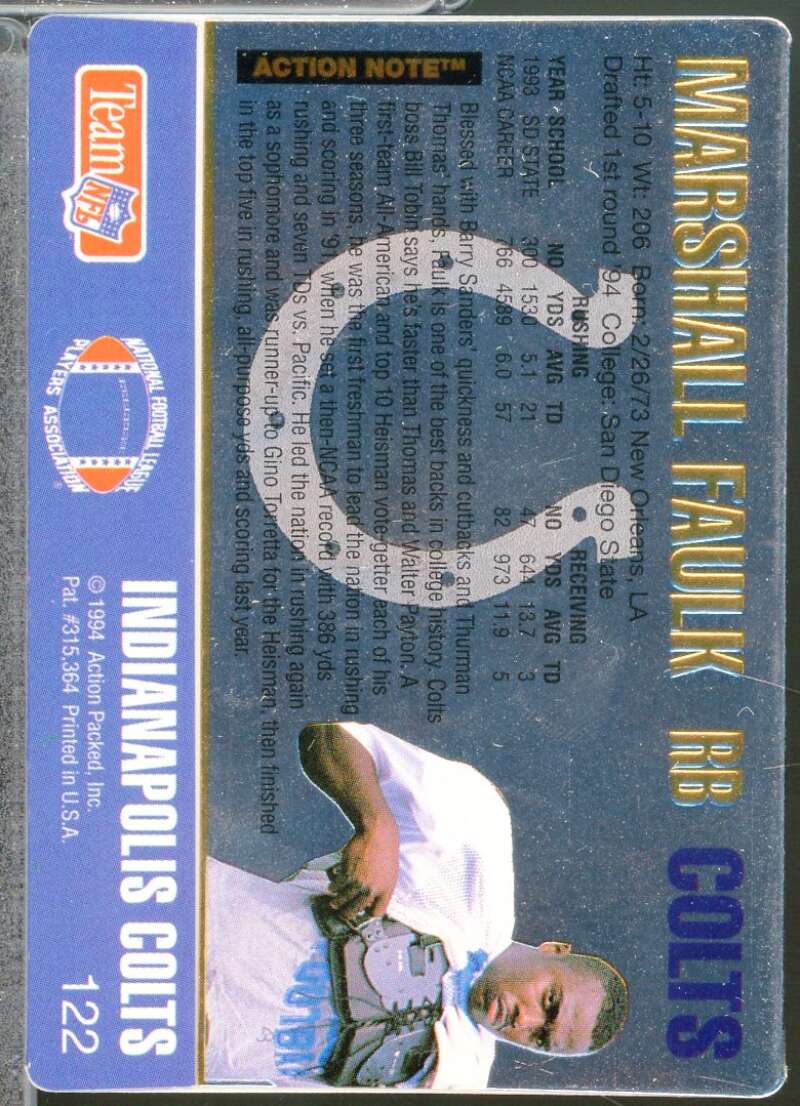 MARSHALL FAULK RB COLTS
Ht: 5-10 Wt: 206 Born: 2/26/73 New Orleans, LA
Drafted 1st round '94 College: San Diego State
RUSHING RECEIVING
YEAR SCHOOL NO YDS AVG TD NO YDS AVG TD
1993 SD STATE 300 1530 5.1 21 47 644 13.7 3
NCAA CAREER 766 4589 6.0 57 82 973 11.9 5
ACTION NOTE™
Blessed with Barry Sanders' quickness and cutbacks and Thurman
Thomas' hands, Faulk is one of the best backs in college history. Colts
boss Bill Tobin says he's faster than Thomas and Walter Payton. A
first-team All-American and top 10 Heisman vote-getter each of his
three seasons, he was the first freshman to lead the nation in rushing
and scoring in '91, when he set a then-NCAA record with 386 yds
rushing and seven TDs vs. Pacific. He led the nation in rushing again
as a sophomore and was runner-up to Gino Torretta for the Heisman, then finished
in the top five in rushing, all-purpose yds and scoring last year.
Team NFL
NATIONAL FOOTBALL LEAGUE
PLAYERS ASSOCIATION
INDIANAPOLIS COLTS
© 1994 Action Packed, Inc.
Pat. #315,364 Printed in U.S.A.
122